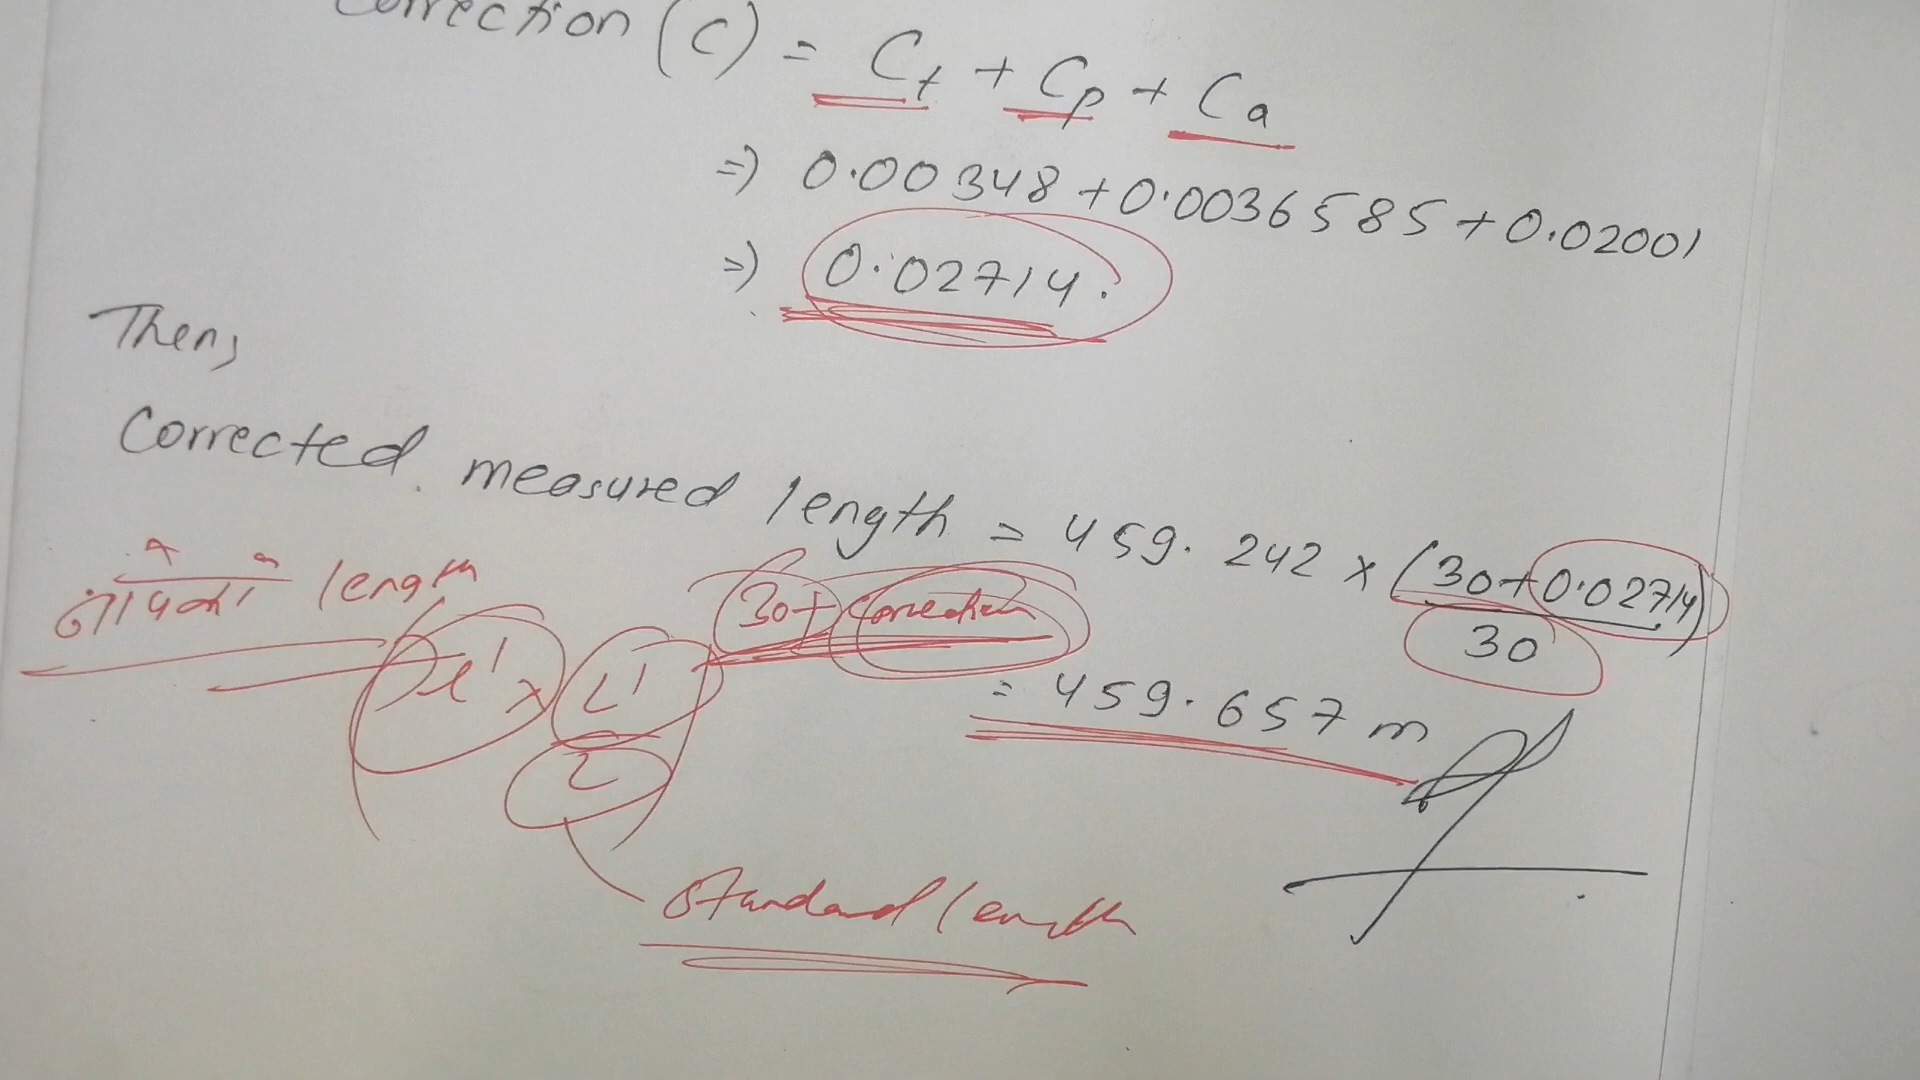 Correction (C) = Ct + Cp + Ca
=) 0.00348 + 0.0036585 + 0.02001
=) 0.02714.
Then,
Corrected measured length = 459.242 × (30+0.02714)
30
= 459.657 m
length
l' × L'
L
30+ Correction
Standard length